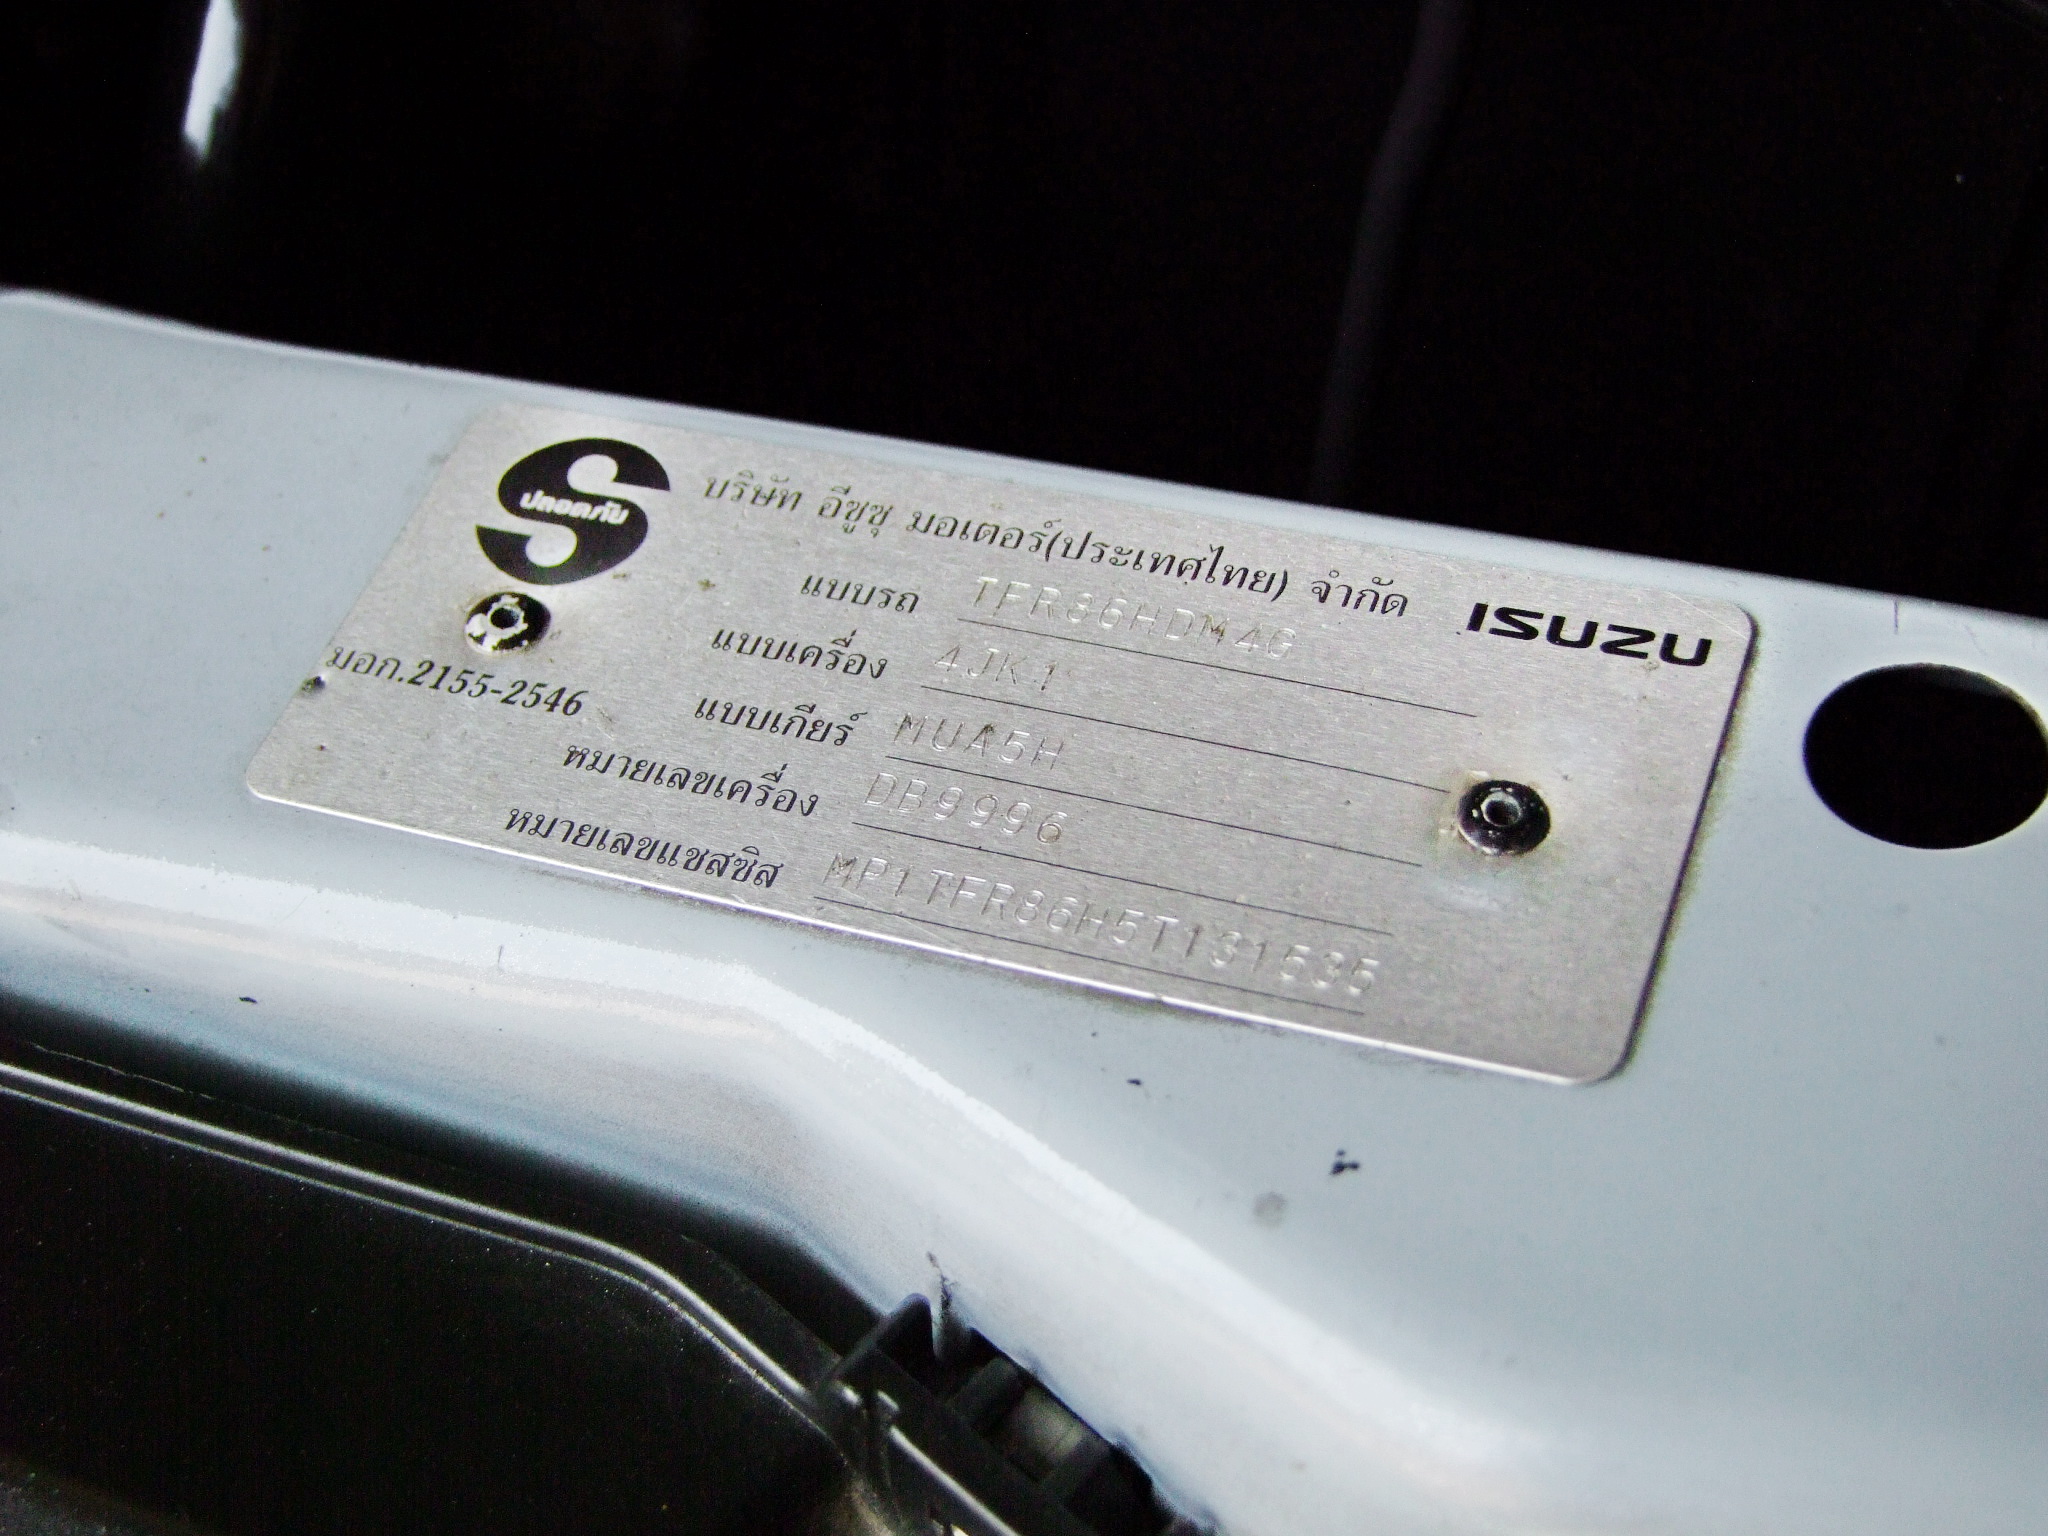 ปลอดภัย
บริษัท อีซูซุ มอเตอร์(ประเทศไทย) จำกัด
ISUZU
แบบรถ TFR86HDM4G
แบบเครื่อง 4JK1
มอก.2155-2546
แบบเกียร์ MUA5H
หมายเลขเครื่อง DB9996
หมายเลขแชสซิส MP1TFR86H5T131535